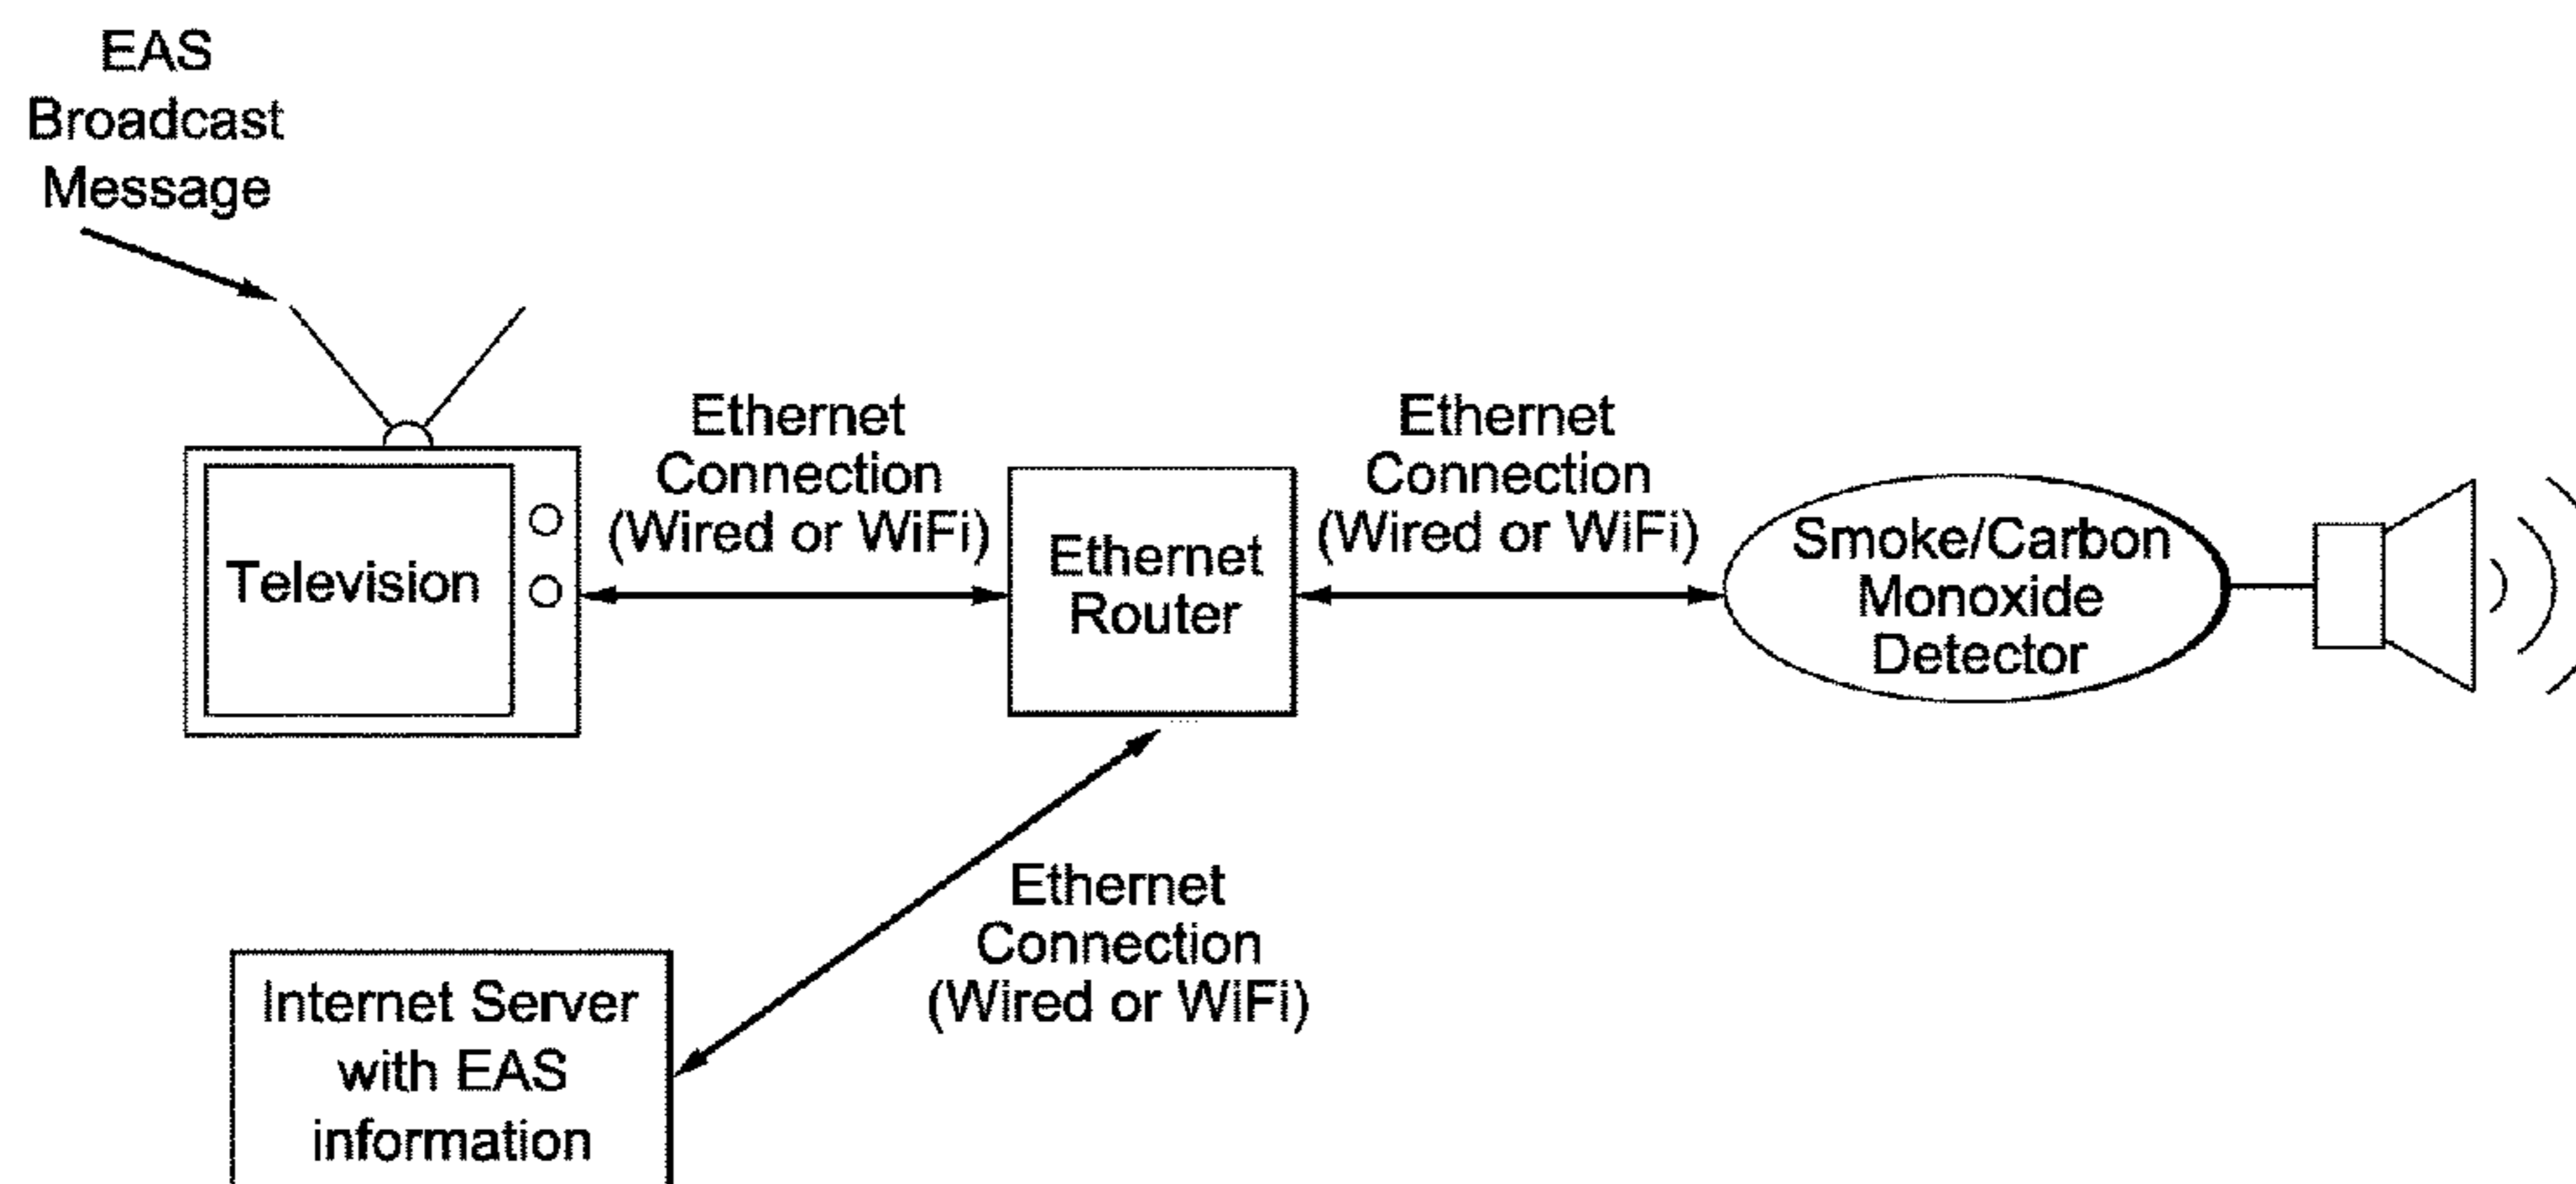 EAS
Broadcast
Message
Ethernet
Connection
(Wired or WiFi)
Ethernet
Connection
(Wired or WiFi)
Television
Ethernet
Router
Smoke/Carbon
Monoxide
Detector
Ethernet
Connection
(Wired or WiFi)
Internet Server
with EAS
information